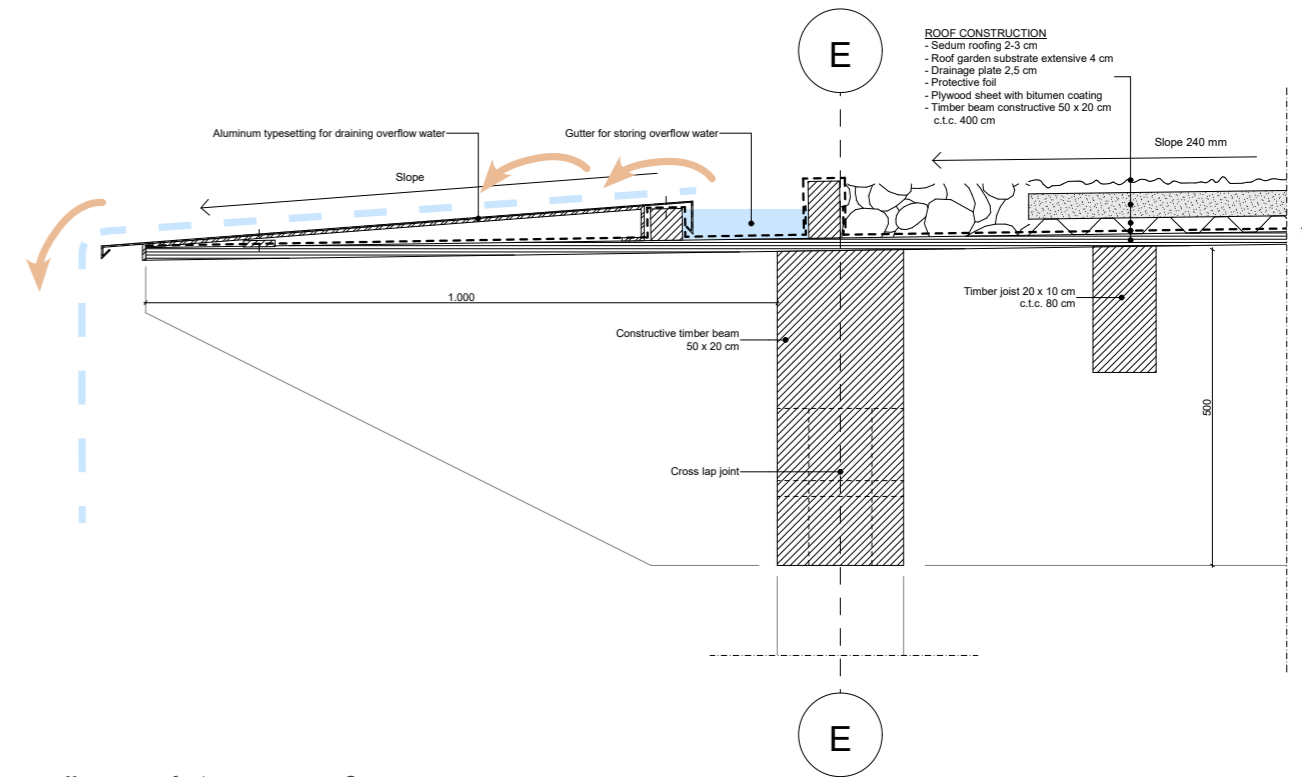 E
ROOF CONSTRUCTION
- Sedum roofing 2-3 cm
- Roof garden substrate extensive 4 cm
- Drainage plate 2,5 cm
- Protective foil
- Plywood sheet with bitumen coating
- Timber beam constructive 50 x 20 cm
c.t.c. 400 cm
Aluminum typesetting for draining overflow water
Gutter for storing overflow water
Slope 240 mm
Slope
1.000
Timber joist 20 x 10 cm
c.t.c. 80 cm
Constructive timber beam
50 x 20 cm
500
Cross lap joint
E